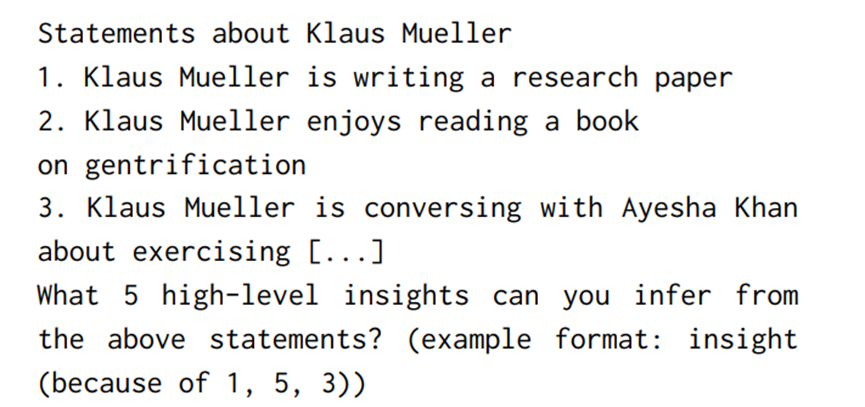 Statements about Klaus Mueller
1. Klaus Mueller is writing a research paper
2. Klaus Mueller enjoys reading a book
on gentrification
3. Klaus Mueller is conversing with Ayesha Khan
about exercising [...]
What 5 high-level insights can you infer from
the above statements? (example format: insight
(because of 1, 5, 3))